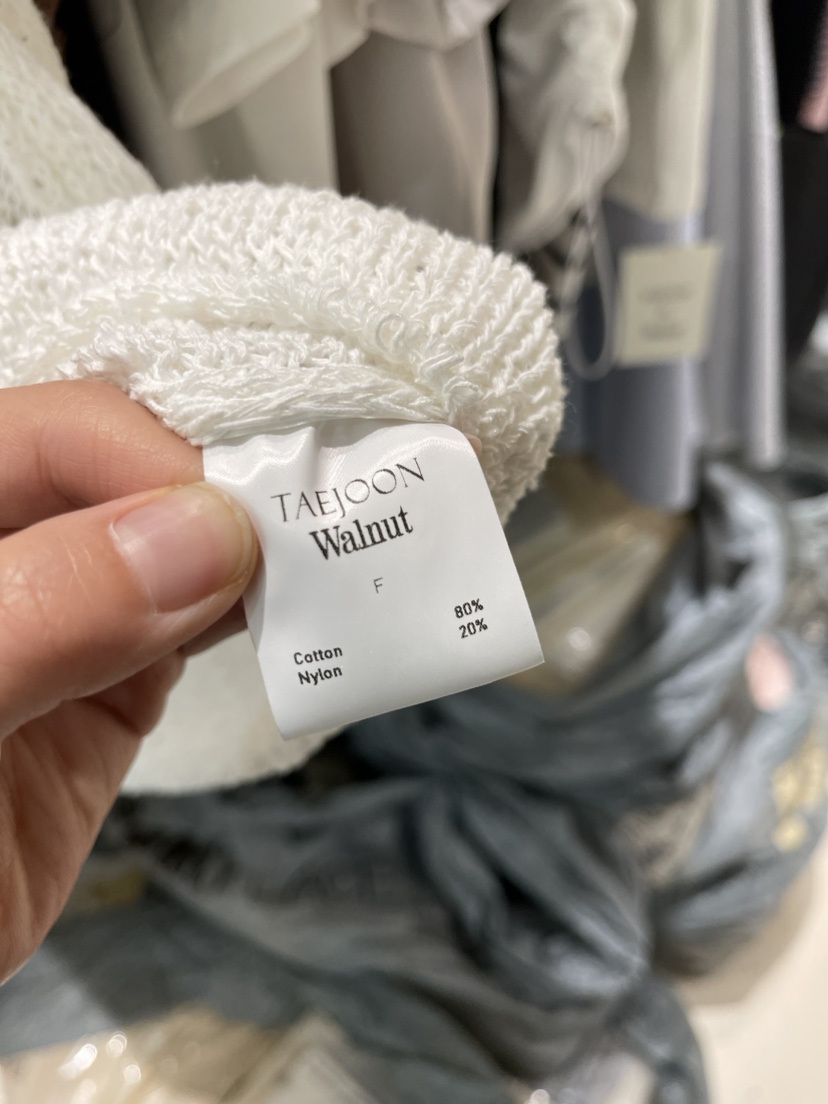 TAEJOON
Walnut
F
Cotton 80%
Nylon 20%